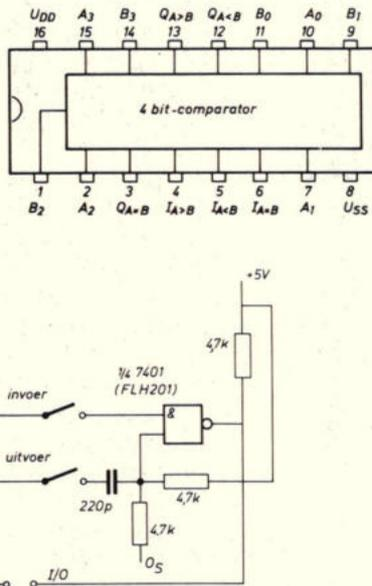 UDD A3 B3 QA>B QA<B B0 A0 B1
16 15 14 13 12 11 10 9
4 bit-comparator
1 2 3 4 5 6 7 8
B2 A2 QA=B IA>B IA<B IA=B A1 USS
+5V
4,7k
¼ 7401
(FLH201)
invoer
&
uitvoer
220p
4,7k
4,7k
OS
I/O